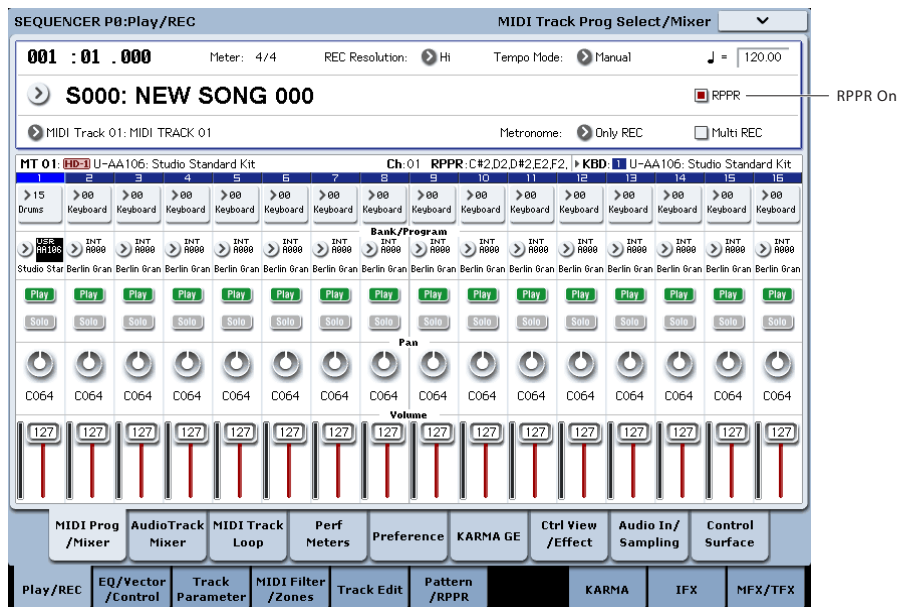 SEQUENCER P0:Play/REC MIDI Track Prog Select/Mixer
001 :01 .000 Meter: 4/4 REC Resolution: Hi Tempo Mode: Manual ♩ = 120.00
S000: NEW SONG 000 RPPR RPPR On
MIDI Track 01: MIDI TRACK 01 Metronome: Only REC Multi REC
MT 01: HD-1 U-AA106: Studio Standard Kit Ch:01 RPPR:C#2,D2,D#2,E2,F2, KBD: 1 U-AA106: Studio Standard Kit
1 2 3 4 5 6 7 8 9 10 11 12 13 14 15 16
15 00 00 00 00 00 00 00 00 00 00 00 00 00 00 00
Drums Keyboard Keyboard Keyboard Keyboard Keyboard Keyboard Keyboard Keyboard Keyboard Keyboard Keyboard Keyboard Keyboard Keyboard Keyboard
Bank/Program
USR INT INT INT INT INT INT INT INT INT INT INT INT INT INT INT
AA106 A000 A000 A000 A000 A000 A000 A000 A000 A000 A000 A000 A000 A000 A000 A000
Studio Star Berlin Gran Berlin Gran Berlin Gran Berlin Gran Berlin Gran Berlin Gran Berlin Gran Berlin Gran Berlin Gran Berlin Gran Berlin Gran Berlin Gran Berlin Gran Berlin Gran Berlin Gran
Play Play Play Play Play Play Play Play Play Play Play Play Play Play Play Play
Solo Solo Solo Solo Solo Solo Solo Solo Solo Solo Solo Solo Solo Solo Solo Solo
Pan
C064 C064 C064 C064 C064 C064 C064 C064 C064 C064 C064 C064 C064 C064 C064 C064
Volume
127 127 127 127 127 127 127 127 127 127 127 127 127 127 127 127
MIDI Prog AudioTrack MIDI Track Perf Preference KARMA GE Ctrl View Audio In/ Control
/Mixer Mixer Loop Meters /Effect Sampling Surface
Play/REC EQ/Vector Track MIDI Filter Track Edit Pattern KARMA IFX MFX/TFX
/Control Parameter /Zones /RPPR